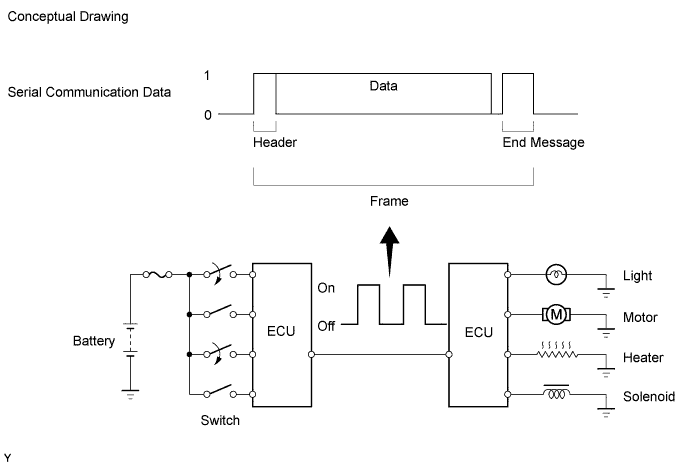 Conceptual Drawing
1
Data
Serial Communication Data
0
Header
End Message
Frame
On
Off
ECU
ECU
Light
M
Motor
Battery
Heater
Switch
Solenoid
Y